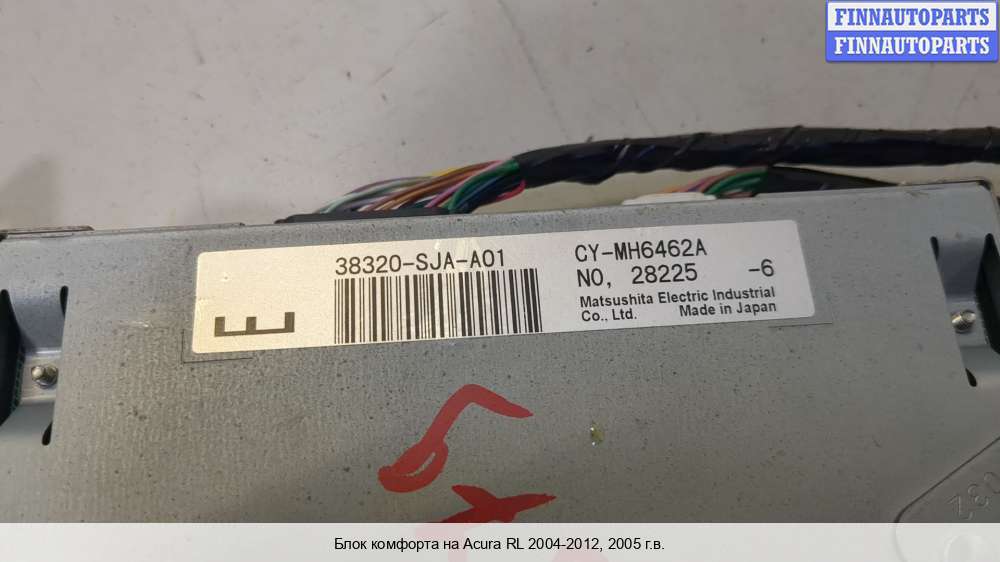 FINNAUTOPARTS
FINNAUTOPARTS
38320-SJA-A01
CY-MH6462A
NO, 28225 -6
Matsushita Electric Industrial
Co., Ltd. Made in Japan
E
Блок комфорта на Acura RL 2004-2012, 2005 г.в.